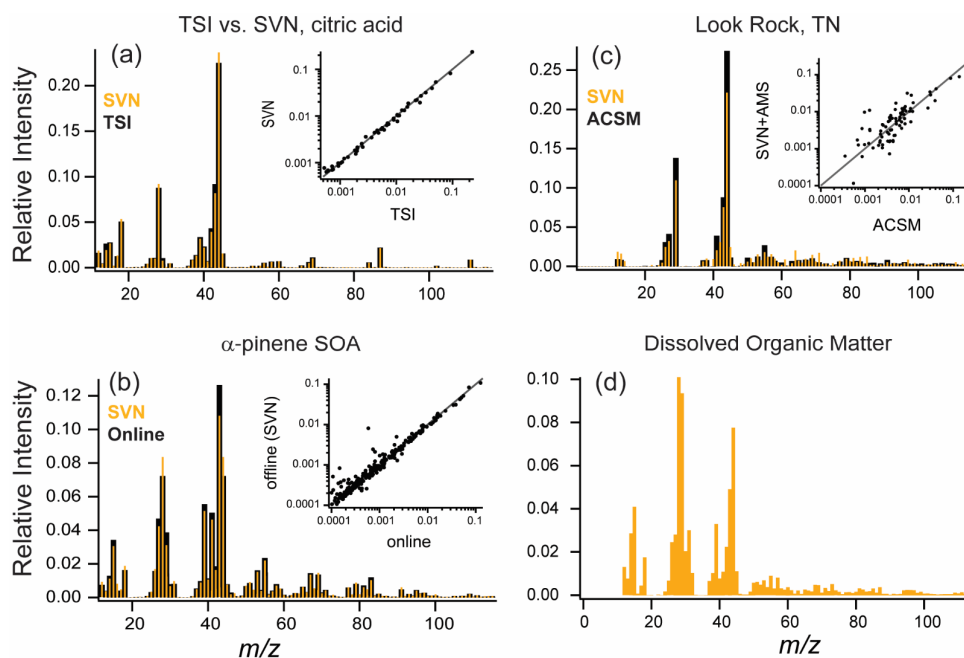 TSI vs. SVN, citric acid
(a)
SVN
TSI
Relative Intensity
0.20
0.15
0.10
0.05
0.00
20
40
60
80
100
SVN
0.1
0.01
0.001
0.001
0.01
0.1
TSI
Look Rock, TN
(c)
SVN
ACSM
0.25
0.20
0.15
0.10
0.05
0.00
20
40
60
80
100
SVN+AMS
0.1
0.01
0.001
0.0001
0.0001
0.001
0.01
0.1
ACSM
α-pinene SOA
(b)
SVN
Online
Relative Intensity
0.12
0.10
0.08
0.06
0.04
0.02
0.00
20
40
60
80
100
m/z
offline (SVN)
0.1
0.01
0.001
0.0001
0.0001
0.001
0.01
0.1
online
Dissolved Organic Matter
(d)
0.10
0.08
0.06
0.04
0.02
0.00
0
20
40
60
80
100
m/z